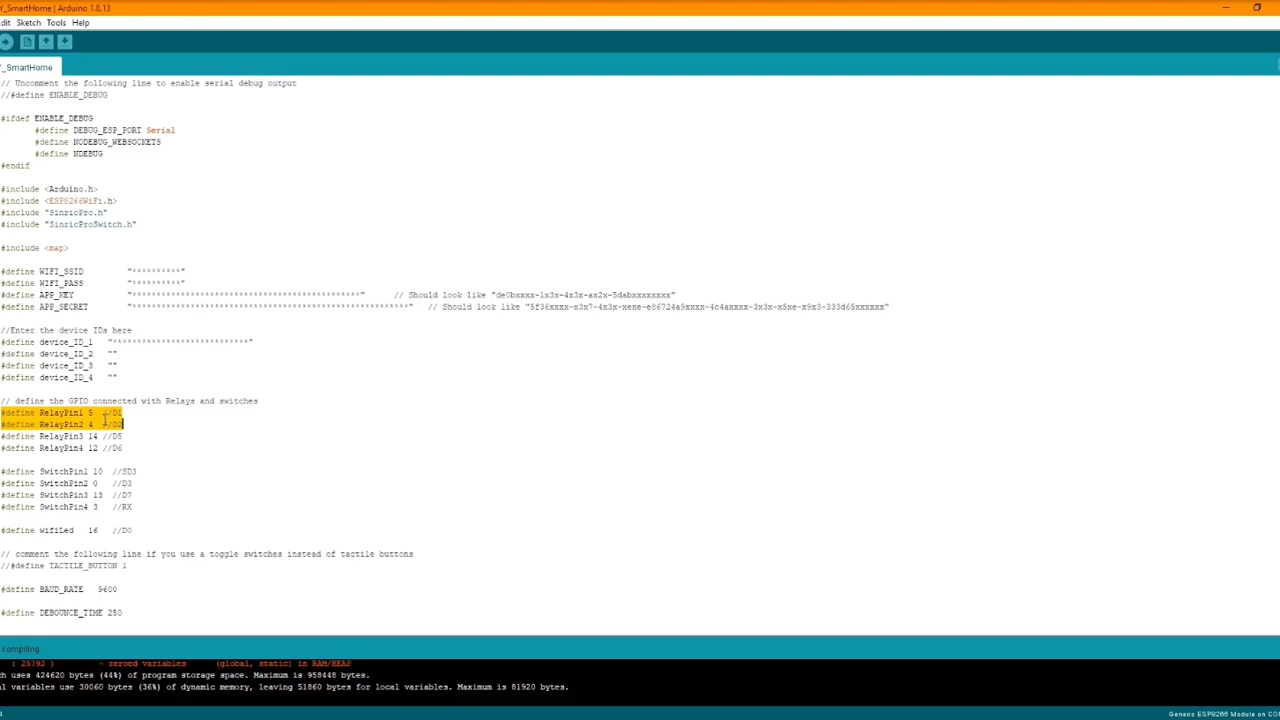 Y_SmartHome | Arduino 1.8.13
dit Sketch Tools Help
Y_SmartHome
// Uncomment the following line to enable serial debug output
//#define ENABLE_DEBUG
#ifdef ENABLE_DEBUG
#define DEBUG_ESP_PORT Serial
#define NODEBUG_WEBSOCKETS
#define NDEBUG
#endif
#include <Arduino.h>
#include <ESP8266WiFi.h>
#include "SinricPro.h"
#include "SinricProSwitch.h"
#include <map>
#define WIFI_SSID "**********"
#define WIFI_PASS "**********"
#define APP_KEY "***********************************************" // Should look like "de0bxxxx-1x3x-4x3x-ax2x-5dabxxxxxxxx"
#define APP_SECRET "*********************************************************" // Should look like "5f36xxxx-x3x7-4x3x-xexe-e86724a9xxxx-4c4axxxx-3x3x-x5xe-x9x3-333d65xxxxxx"
//Enter the device IDs here
#define device_ID_1 "****************************"
#define device_ID_2 ""
#define device_ID_3 ""
#define device_ID_4 ""
// define the GPIO connected with Relays and switches
#define RelayPin1 5 //D1
#define RelayPin2 4 //D2
#define RelayPin3 14 //D5
#define RelayPin4 12 //D6
#define SwitchPin1 10 //SD3
#define SwitchPin2 0 //D3
#define SwitchPin3 13 //D7
#define SwitchPin4 3 //RX
#define wifiLed 16 //D0
// comment the following line if you use a toggle switches instead of tactile buttons
//#define TACTILE_BUTTON 1
#define BAUD_RATE 9600
#define DEBOUNCE_TIME 250
compiling.
: 25792 ) - zeroed variables (global, static) in RAM/HEAP
ch uses 424620 bytes (44%) of program storage space. Maximum is 958448 bytes.
al variables use 30060 bytes (36%) of dynamic memory, leaving 51860 bytes for local variables. Maximum is 81920 bytes.
Generic ESP8266 Module on CO